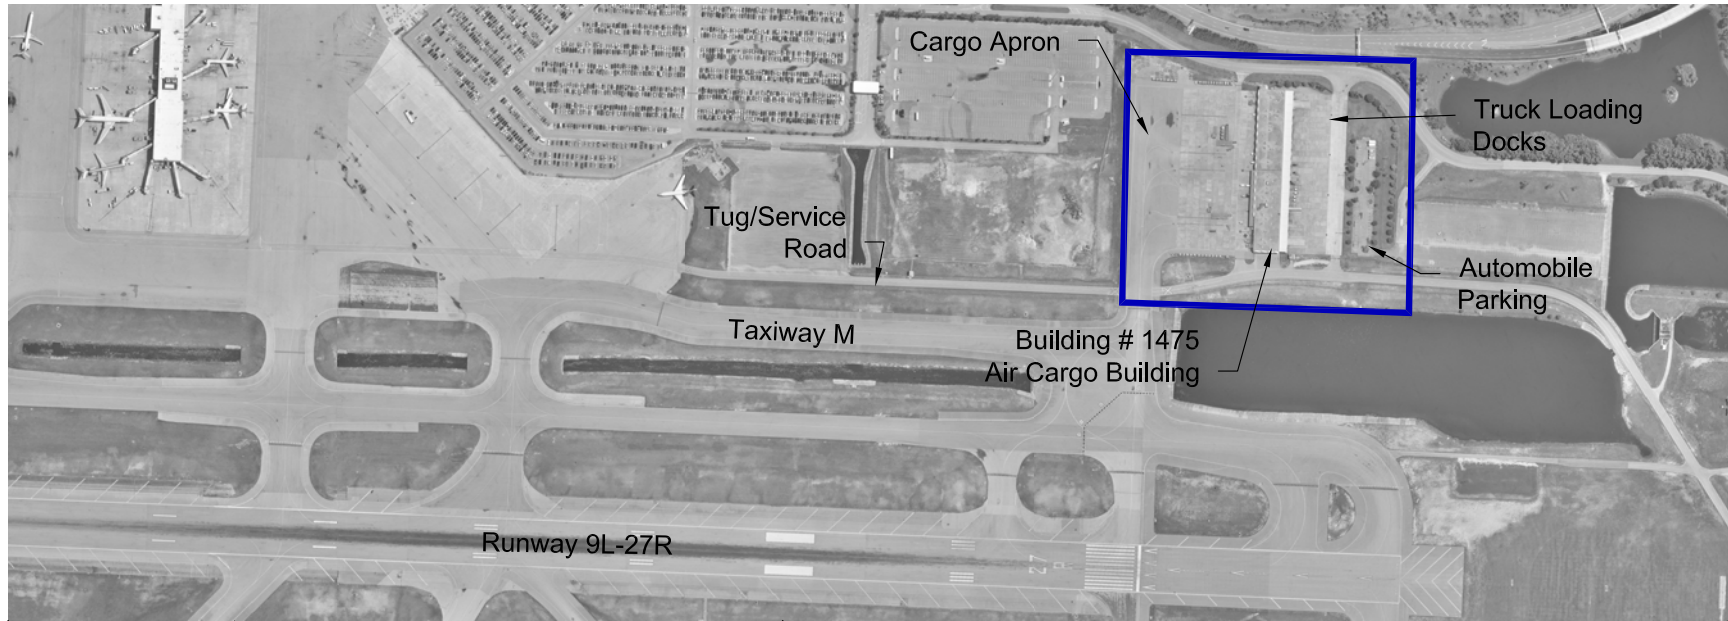 Cargo Apron
Truck Loading
Docks
Tug/Service
Road
Automobile
Parking
Taxiway M
Building # 1475
Air Cargo Building
Runway 9L-27R
27